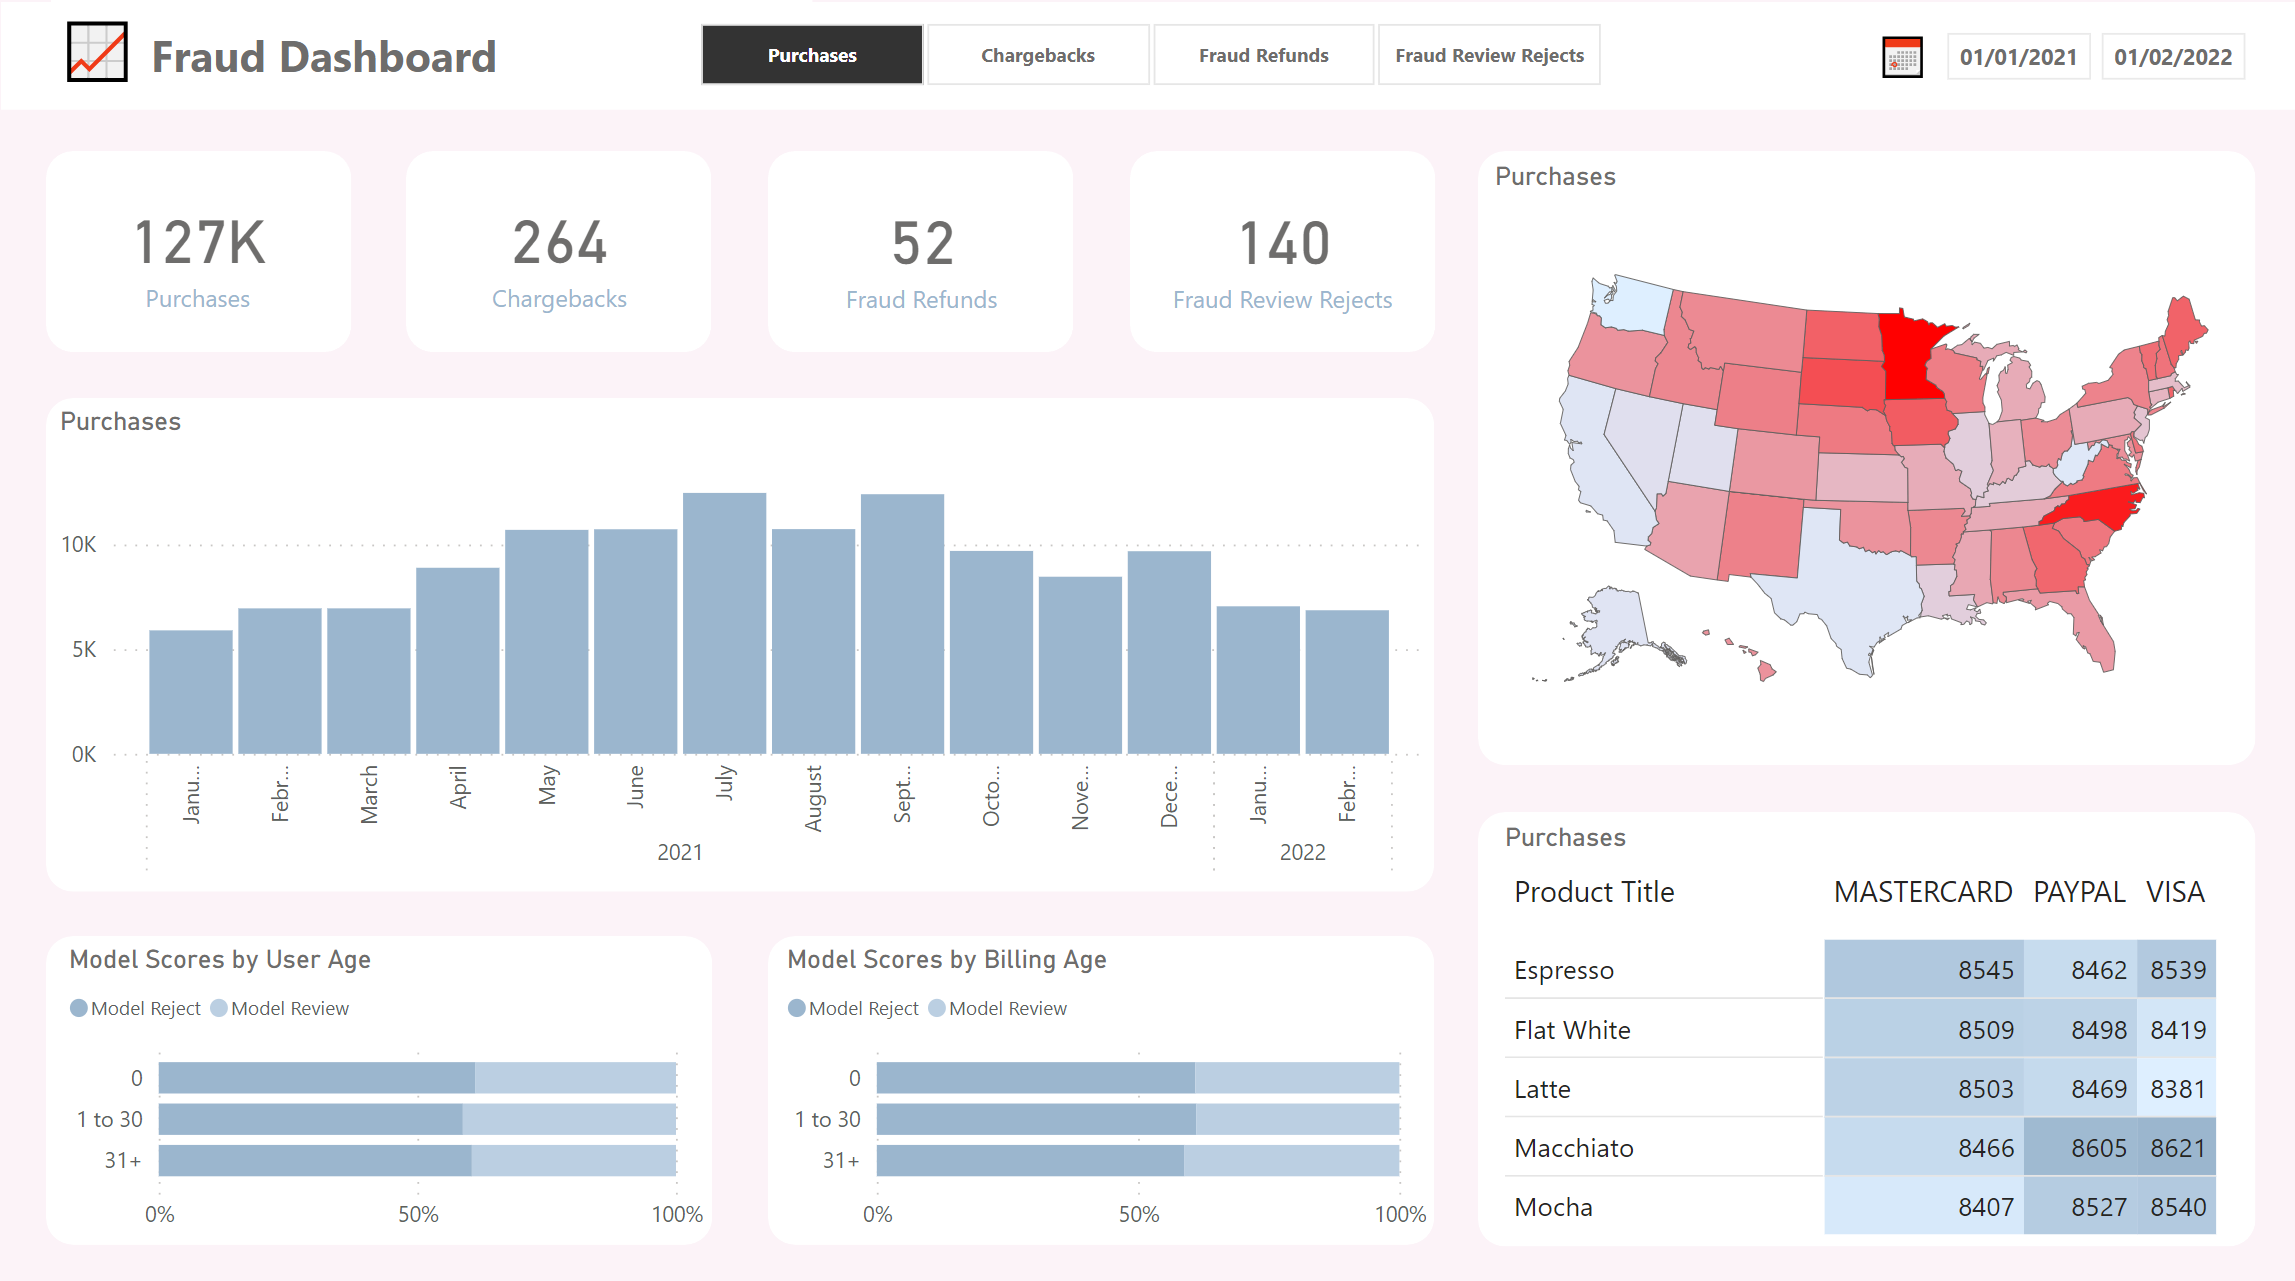 Fraud Dashboard
Purchases
Chargebacks
Fraud Refunds
Fraud Review Rejects
01/01/2021
01/02/2022
127K
Purchases
264
Chargebacks
52
Fraud Refunds
140
Fraud Review Rejects
Purchases
10K
5K
0K
Janu...
Febr...
March
April
May
June
July
August
Sept...
Octo...
Nove...
Dece...
Janu...
Febr...
2021
2022
Model Scores by User Age
Model Reject Model Review
0
1 to 30
31+
0% 50% 100%
Model Scores by Billing Age
Model Reject Model Review
0
1 to 30
31+
0% 50% 100%
Purchases
Purchases
Product Title MASTERCARD PAYPAL VISA
Espresso 8545 8462 8539
Flat White 8509 8498 8419
Latte 8503 8469 8381
Macchiato 8466 8605 8621
Mocha 8407 8527 8540